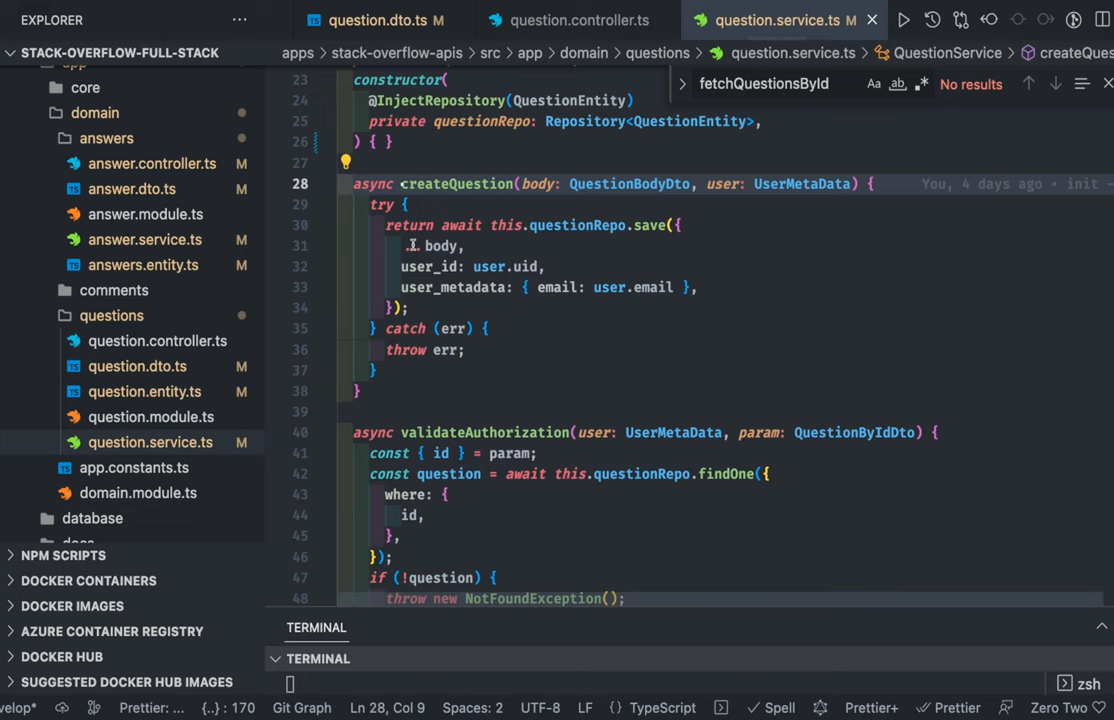 EXPLORER
question.dto.ts M
question.controller.ts
question.service.ts M
STACK-OVERFLOW-FULL-STACK
apps
stack-overflow-apis
src
app
domain
questions
question.service.ts
QuestionService
createQues
core
domain
answers
answer.controller.ts M
answer.dto.ts M
answer.module.ts
answer.service.ts M
answers.entity.ts M
comments
questions
question.controller.ts
question.dto.ts M
question.entity.ts M
question.module.ts
question.service.ts M
app.constants.ts
domain.module.ts
database
NPM SCRIPTS
DOCKER CONTAINERS
DOCKER IMAGES
AZURE CONTAINER REGISTRY
DOCKER HUB
SUGGESTED DOCKER HUB IMAGES
fetchQuestionsById
Aa ab No results
23 constructor(
24 @InjectRepository(QuestionEntity)
25 private questionRepo: Repository<QuestionEntity>,
26 ) { }
27
28 async createQuestion(body: QuestionBodyDto, user: UserMetaData) { You, 4 days ago • init
29 try {
30 return await this.questionRepo.save({
31 ...body,
32 user_id: user.uid,
33 user_metadata: { email: user.email },
34 });
35 } catch (err) {
36 throw err;
37 }
38 }
39
40 async validateAuthorization(user: UserMetaData, param: QuestionByIdDto) {
41 const { id } = param;
42 const question = await this.questionRepo.findOne({
43 where: {
44 id,
45 },
46 });
47 if (!question) {
48 throw new NotFoundException();
TERMINAL
TERMINAL
zsh
velop*
Prettier: ...
{..} : 170
Git Graph
Ln 28, Col 9
Spaces: 2
UTF-8
LF
{} TypeScript
Spell
Prettier+
Prettier
Zero Two